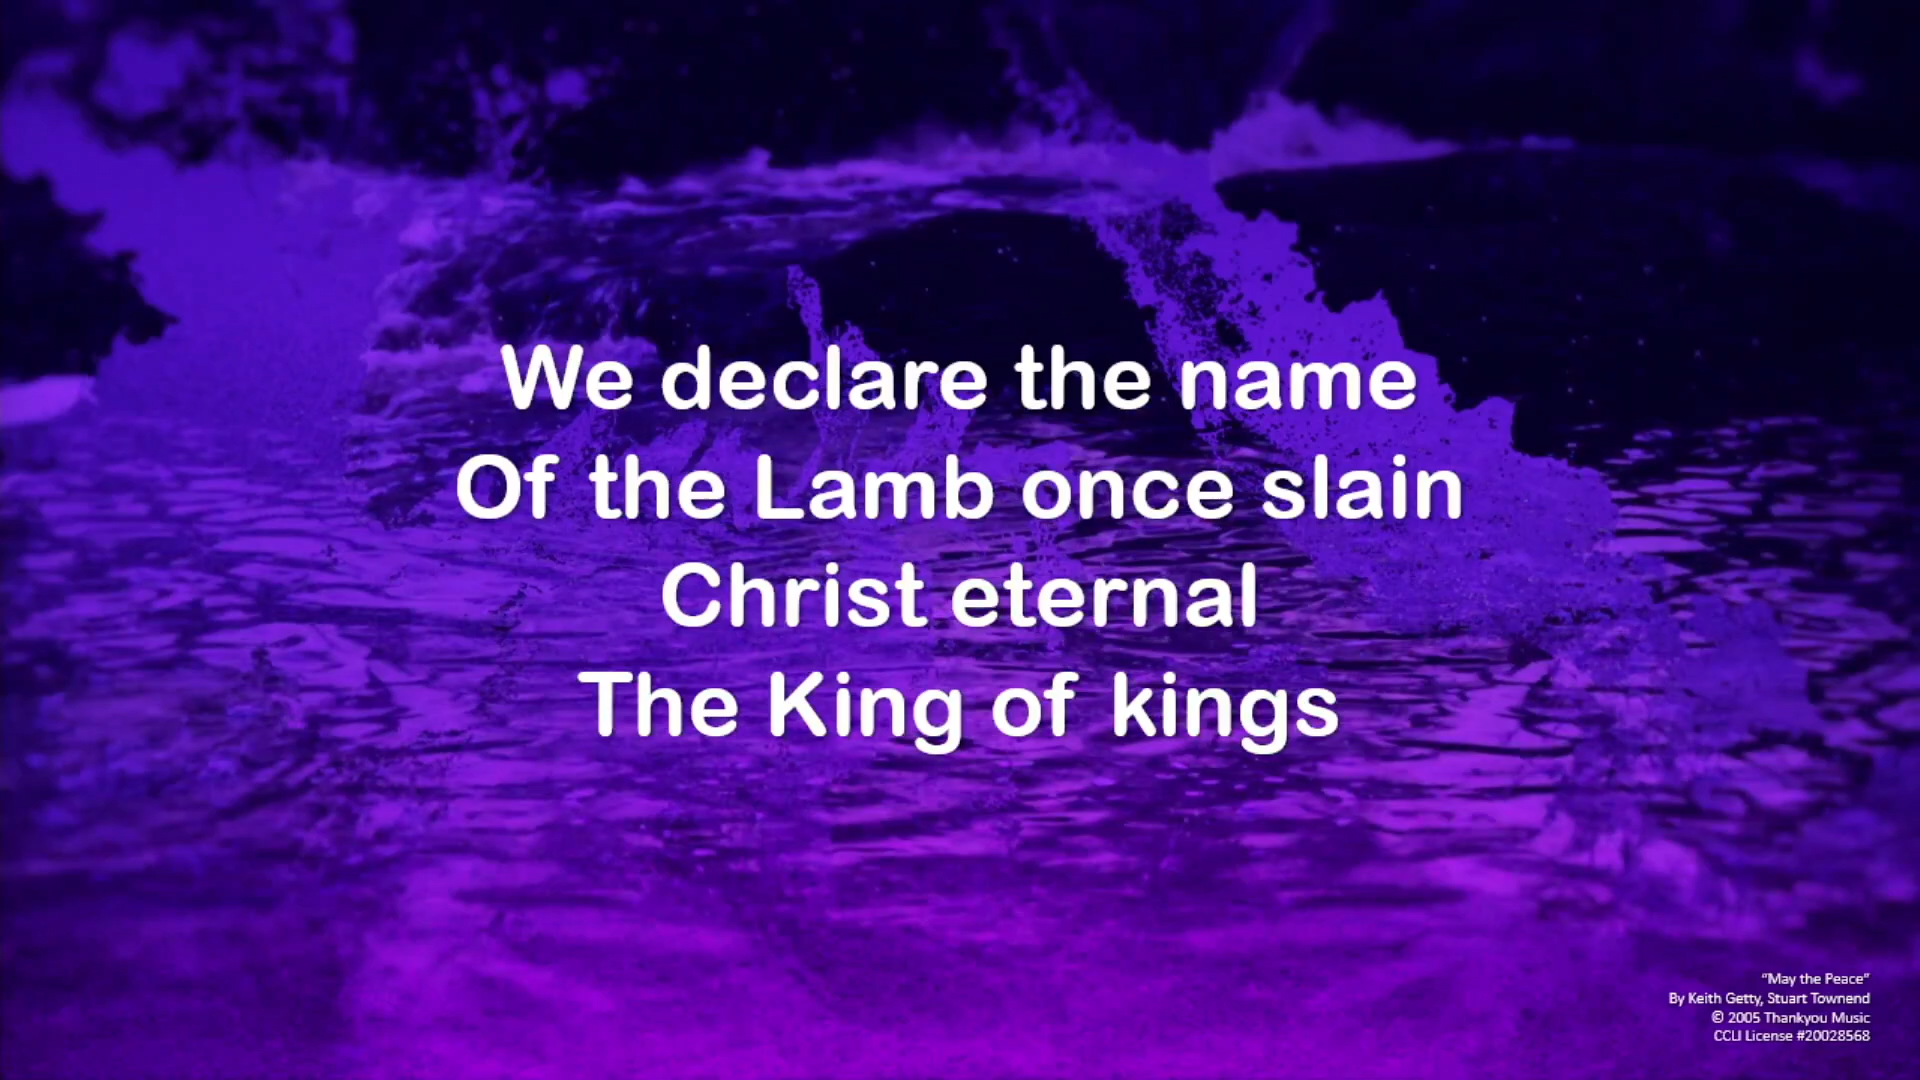 We declare the name
Of the Lamb once slain
Christ eternal
The King of kings
"May the Peace"
By Keith Getty, Stuart Townend
© 2005 Thankyou Music
CCLI License #20028568